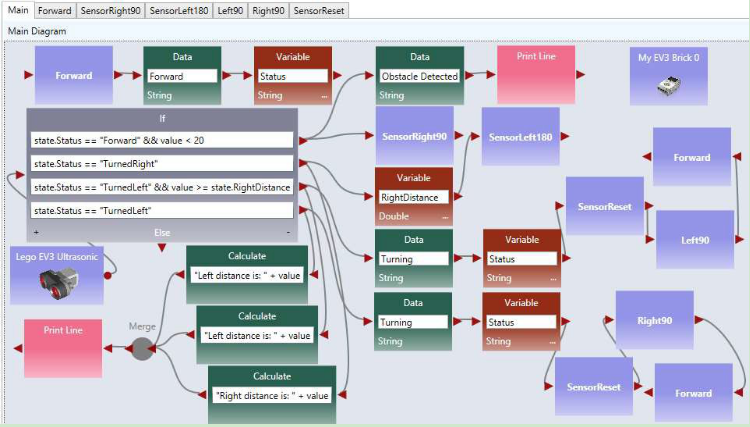 Main Forward SensorRight90 SensorLeft180 Left90 Right90 SensorReset
Main Diagram
Forward
Data
Forward
String
Variable
Status
String ...
Data
Obstacle Detected
String
Print Line
My EV3 Brick 0
If
state.Status == "Forward" && value < 20
state.Status == "TurnedRight"
state.Status == "TurnedLeft" && value >= state.RightDistance
state.Status == "TurnedLeft"
+ Else -
SensorRight90
SensorLeft180
Variable
RightDistance
Double ...
Forward
SensorReset
Left90
Data
Turning
String
Variable
Status
String ...
Lego EV3 Ultrasonic
Calculate
"Left distance is: " + value
Data
Turning
String
Variable
Status
String ...
Right90
Print Line
Merge
Calculate
"Left distance is: " + value
SensorReset
Forward
Calculate
"Right distance is: " + value